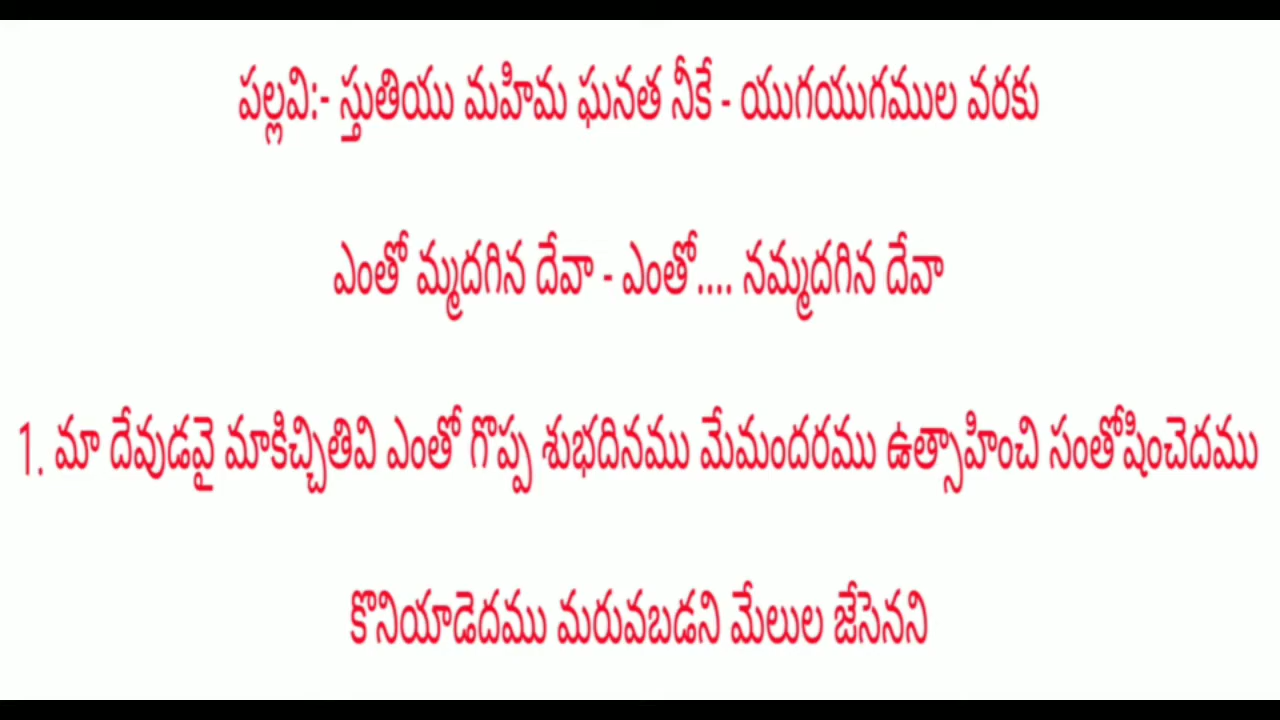 పల్లవి:- స్తుతియు మహిమ ఘనత నీకే - యుగయుగముల వరకు
ఎంతో మ్మదగిన దేవా - ఎంతో.... నమ్మదగిన దేవా
1. మా దేవుడవై మాకిచ్చితివి ఎంతో గొప్ప శుభదినము మేమందరము ఉత్సాహించి సంతోషించెదము
కొనియాడెదము మరువబడని మేలుల జేసెనని